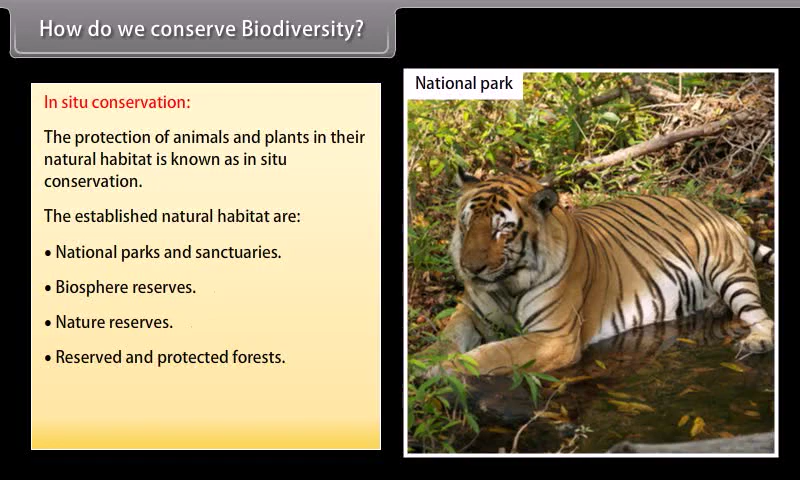 How do we conserve Biodiversity?
In situ conservation:
The protection of animals and plants in their
natural habitat is known as in situ
conservation.
The established natural habitat are:
• National parks and sanctuaries.
• Biosphere reserves.
• Nature reserves.
• Reserved and protected forests.
National park